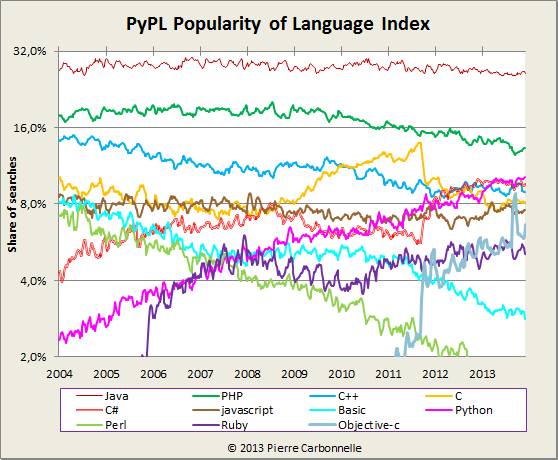 PyPL Popularity of Language Index
32,0%
16,0%
8,0%
4,0%
2,0%
Share of searches
2004 2005 2006 2007 2008 2009 2010 2011 2012 2013
Java PHP C++ C
C# javascript Basic Python
Perl Ruby Objective-c
© 2013 Pierre Carbonnelle